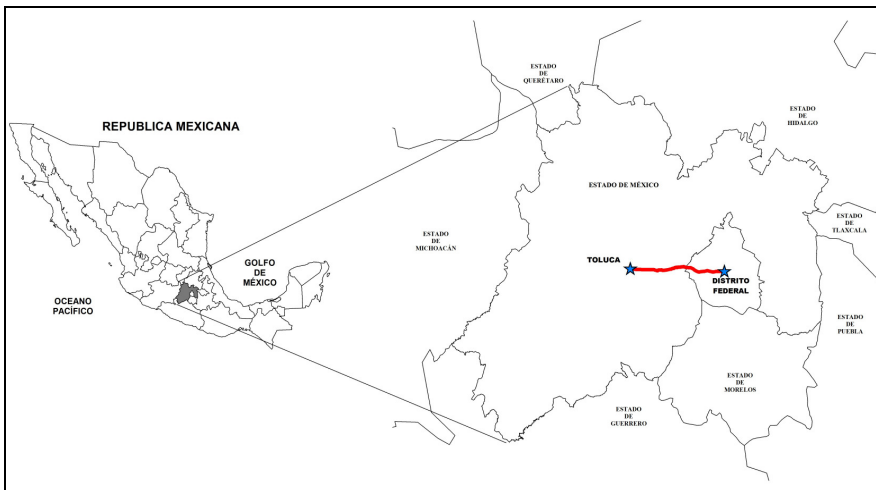 REPUBLICA MEXICANA
GOLFO
DE
MÉXICO
OCEANO
PACÍFICO
ESTADO
DE
QUERÉTARO
ESTADO
DE
HIDALGO
ESTADO DE MÉXICO
ESTADO
DE
MICHOACÁN
ESTADO
DE
TLAXCALA
TOLUCA
DISTRITO
FEDERAL
ESTADO
DE
PUEBLA
ESTADO
DE
MORELOS
ESTADO
DE
GUERRERO